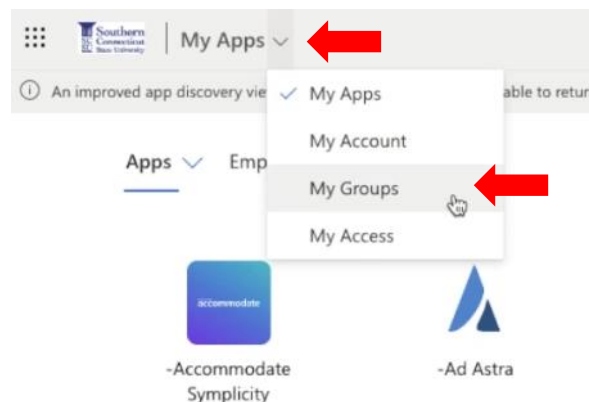 Southern
Connecticut
State University
My Apps
An improved app discovery vie
able to retur
My Apps
My Account
My Groups
My Access
Apps
Emp
accommodate
-Accommodate
Symplicity
-Ad Astra